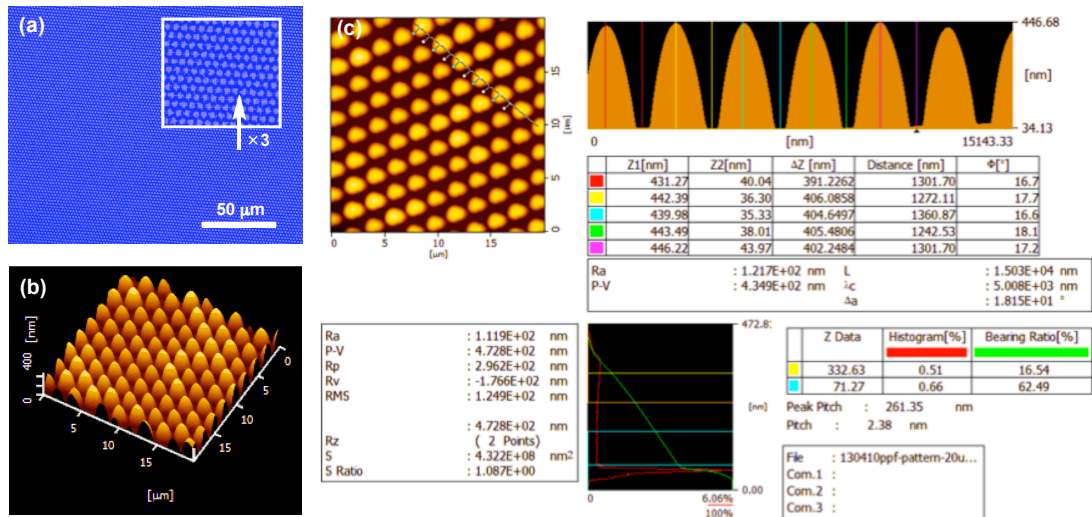 (a)
×3
50 μm
(b)
[nm]
400
0
5
10
15
0
5
10
15
[μm]
(c)
0
5
10
15
[μm]
0
5
10
15
[μm]
446.68
[nm]
34.13
0
[nm]
15143.33
Z1[nm] Z2[nm] ΔZ [nm] Distance [nm] Φ[°]
431.27 40.04 391.2262 1301.70 16.7
442.39 36.30 406.0858 1272.11 17.7
439.98 35.33 404.6497 1360.87 16.6
443.49 38.01 405.4806 1242.53 18.1
446.22 43.97 402.2484 1301.70 17.2
Ra : 1.217E+02 nm L : 1.503E+04 nm
P-V : 4.349E+02 nm λc : 5.008E+03 nm
Δa : 1.815E+01 °
Ra : 1.119E+02 nm
P-V : 4.728E+02 nm
Rp : 2.962E+02 nm
Rv : -1.766E+02 nm
RMS : 1.249E+02 nm
: 4.728E+02 nm
Rz ( 2 Points)
S : 4.322E+08 nm2
S Ratio : 1.087E+00
472.8
[nm]
0.00
0
6.06%
100%
Z Data Histogram[%] Bearing Ratio[%]
332.63 0.51 16.54
71.27 0.66 62.49
Peak Pitch : 261.35 nm
Pitch : 2.38 nm
File : 130410ppf-pattern-20u...
Com.1 :
Com.2 :
Com.3 :